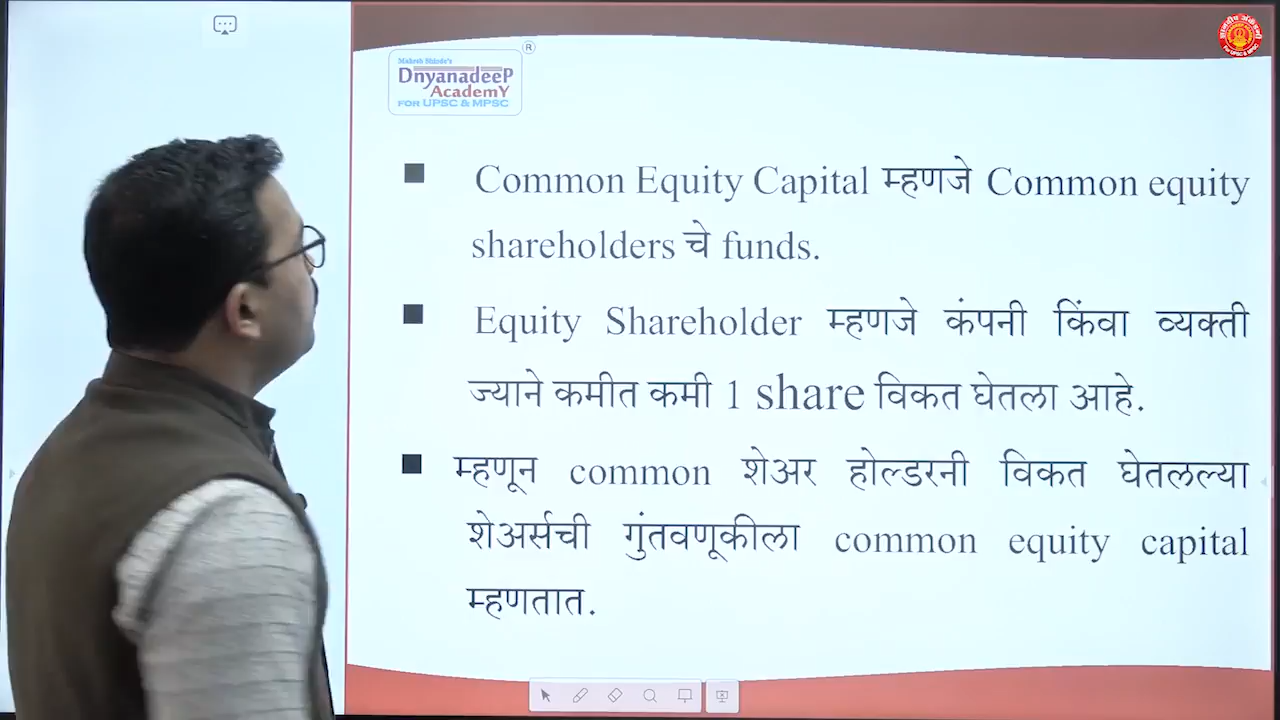 Mahesh Shinde's
DnyanadeeP
AcademY
FOR UPSC & MPSC
®
Common Equity Capital म्हणजे Common equity
shareholders चे funds.
Equity Shareholder म्हणजे कंपनी किंवा व्यक्ती
ज्याने कमीत कमी 1 share विकत घेतला आहे.
म्हणून common शेअर होल्डरनी विकत घेतलल्या
शेअर्सची गुंतवणूकीला common equity capital
म्हणतात.